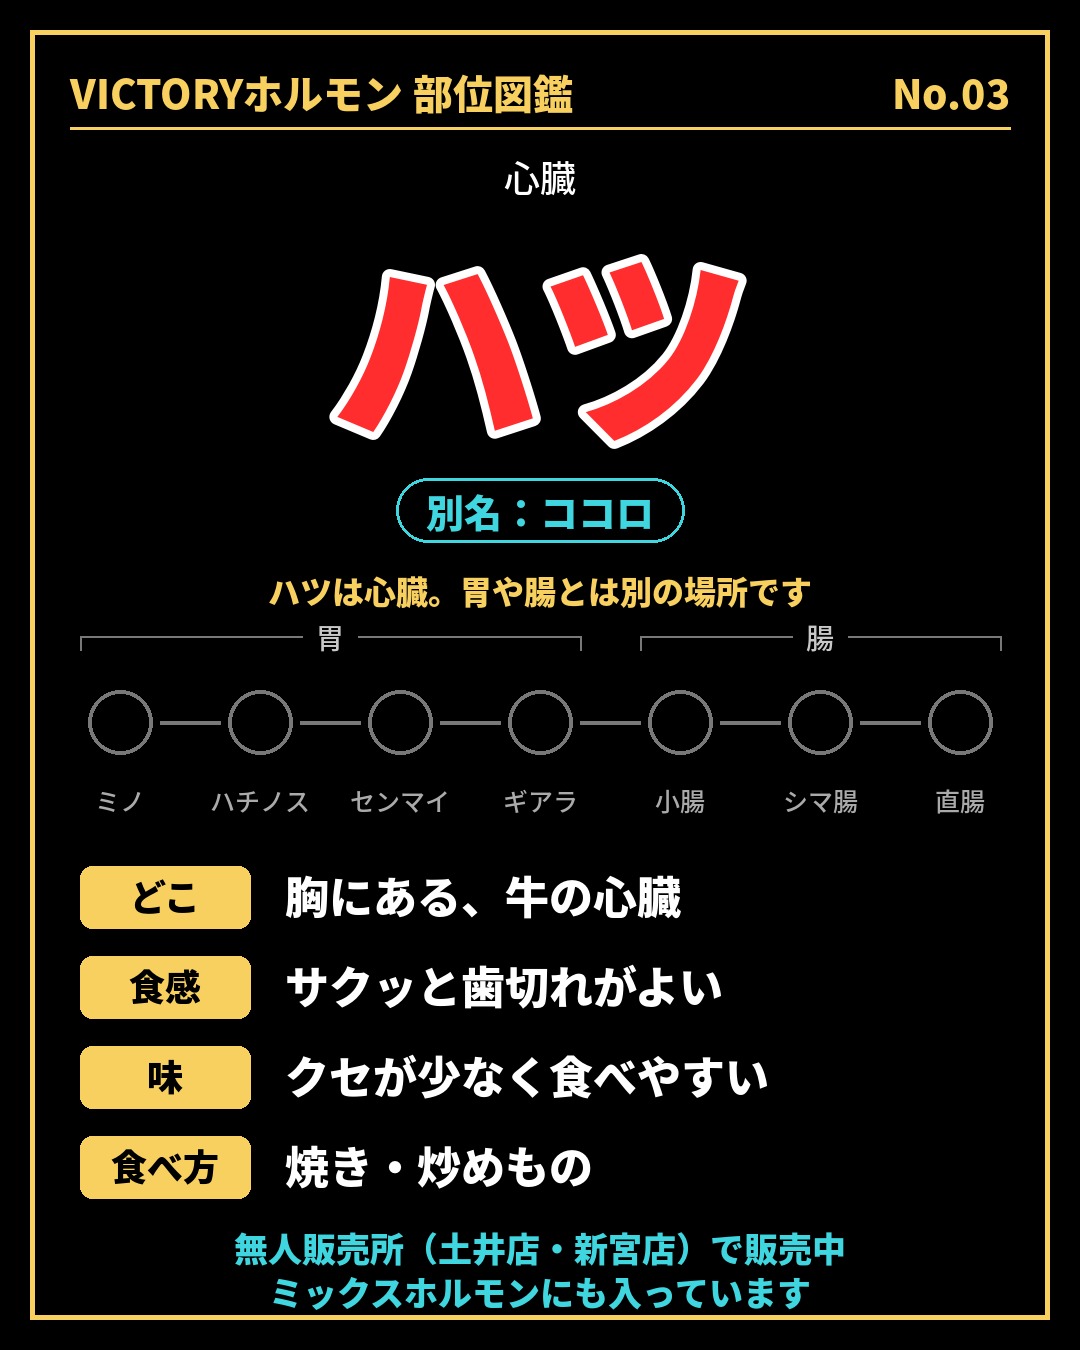 VICTORYホルモン 部位図鑑 No.03
心臓
ハツ
別名：ココロ
ハツは心臓。胃や腸とは別の場所です
胃 腸
ミノ ハチノス センマイ ギアラ 小腸 シマ腸 直腸
どこ 胸にある、牛の心臓
食感 サクッと歯切れがよい
味 クセが少なく食べやすい
食べ方 焼き・炒めもの
無人販売所（土井店・新宮店）で販売中
ミックスホルモンにも入っています